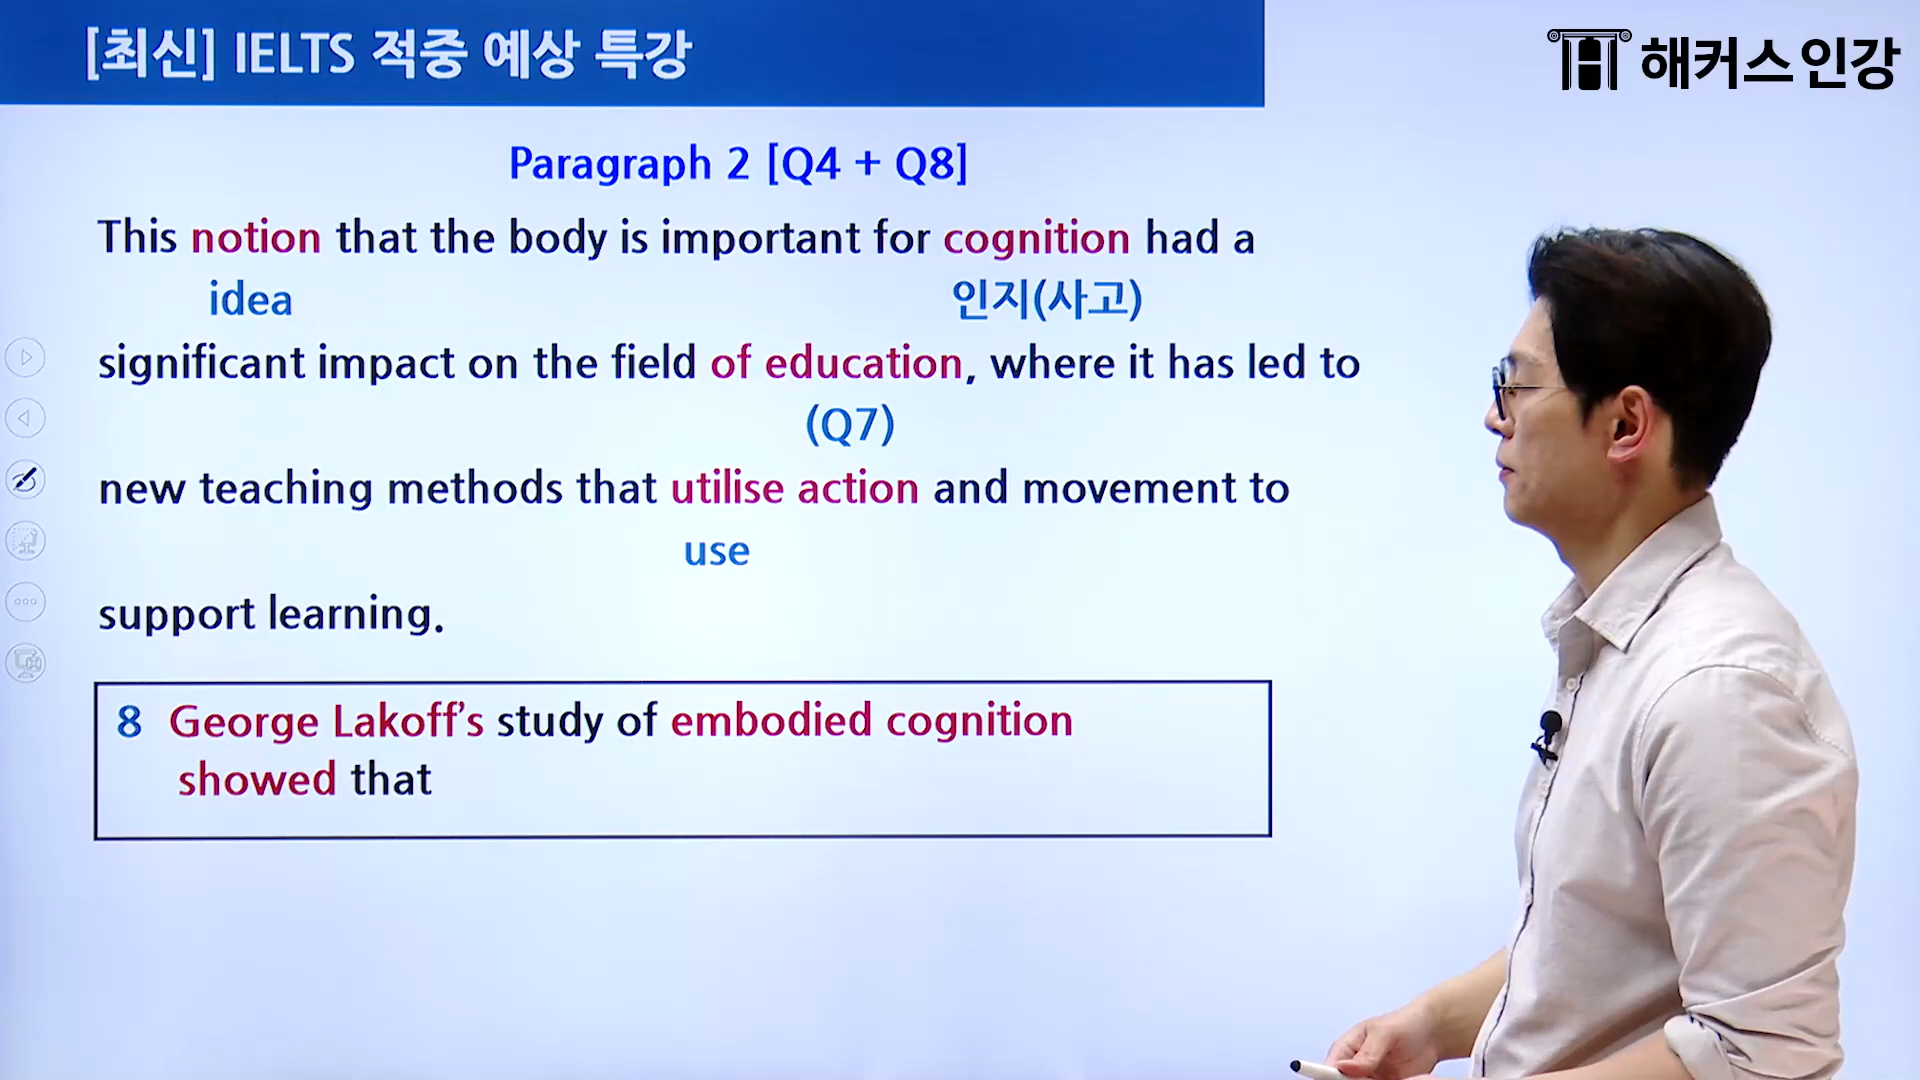 [최신] IELTS 적중 예상 특강
해커스인강
Paragraph 2 [Q4 + Q8]
This notion that the body is important for cognition had a
idea 인지(사고)
significant impact on the field of education, where it has led to
(Q7)
new teaching methods that utilise action and movement to
use
support learning.
8 George Lakoff’s study of embodied cognition
showed that